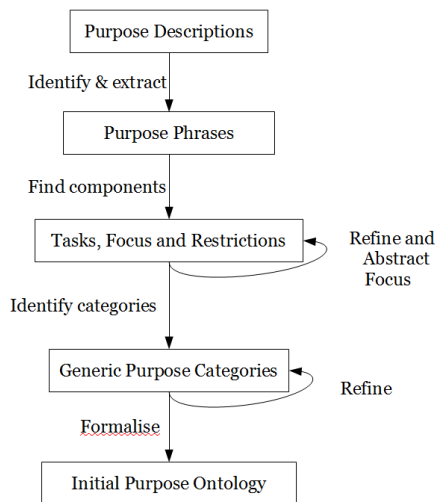 Purpose Descriptions
Identify & extract
Purpose Phrases
Find components
Tasks, Focus and Restrictions
Refine and
Abstract
Focus
Identify categories
Generic Purpose Categories
Refine
Formalise
Initial Purpose Ontology